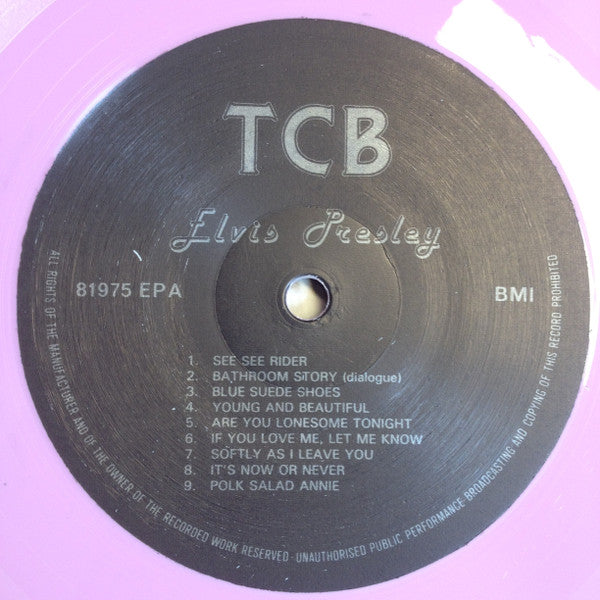 TCB
Elvis Presley
81975 EPA
BMI
1. SEE SEE RIDER
2. BATHROOM STORY (dialogue)
3. BLUE SUEDE SHOES
4. YOUNG AND BEAUTIFUL
5. ARE YOU LONESOME TONIGHT
6. IF YOU LOVE ME, LET ME KNOW
7. SOFTLY AS I LEAVE YOU
8. IT'S NOW OR NEVER
9. POLK SALAD ANNIE
ALL RIGHTS OF THE MANUFACTURER AND OF THE OWNER OF THE RECORDED WORK RESERVED - UNAUTHORISED PUBLIC PERFORMANCE BROADCASTING AND COPYING OF THIS RECORD PROHIBITED